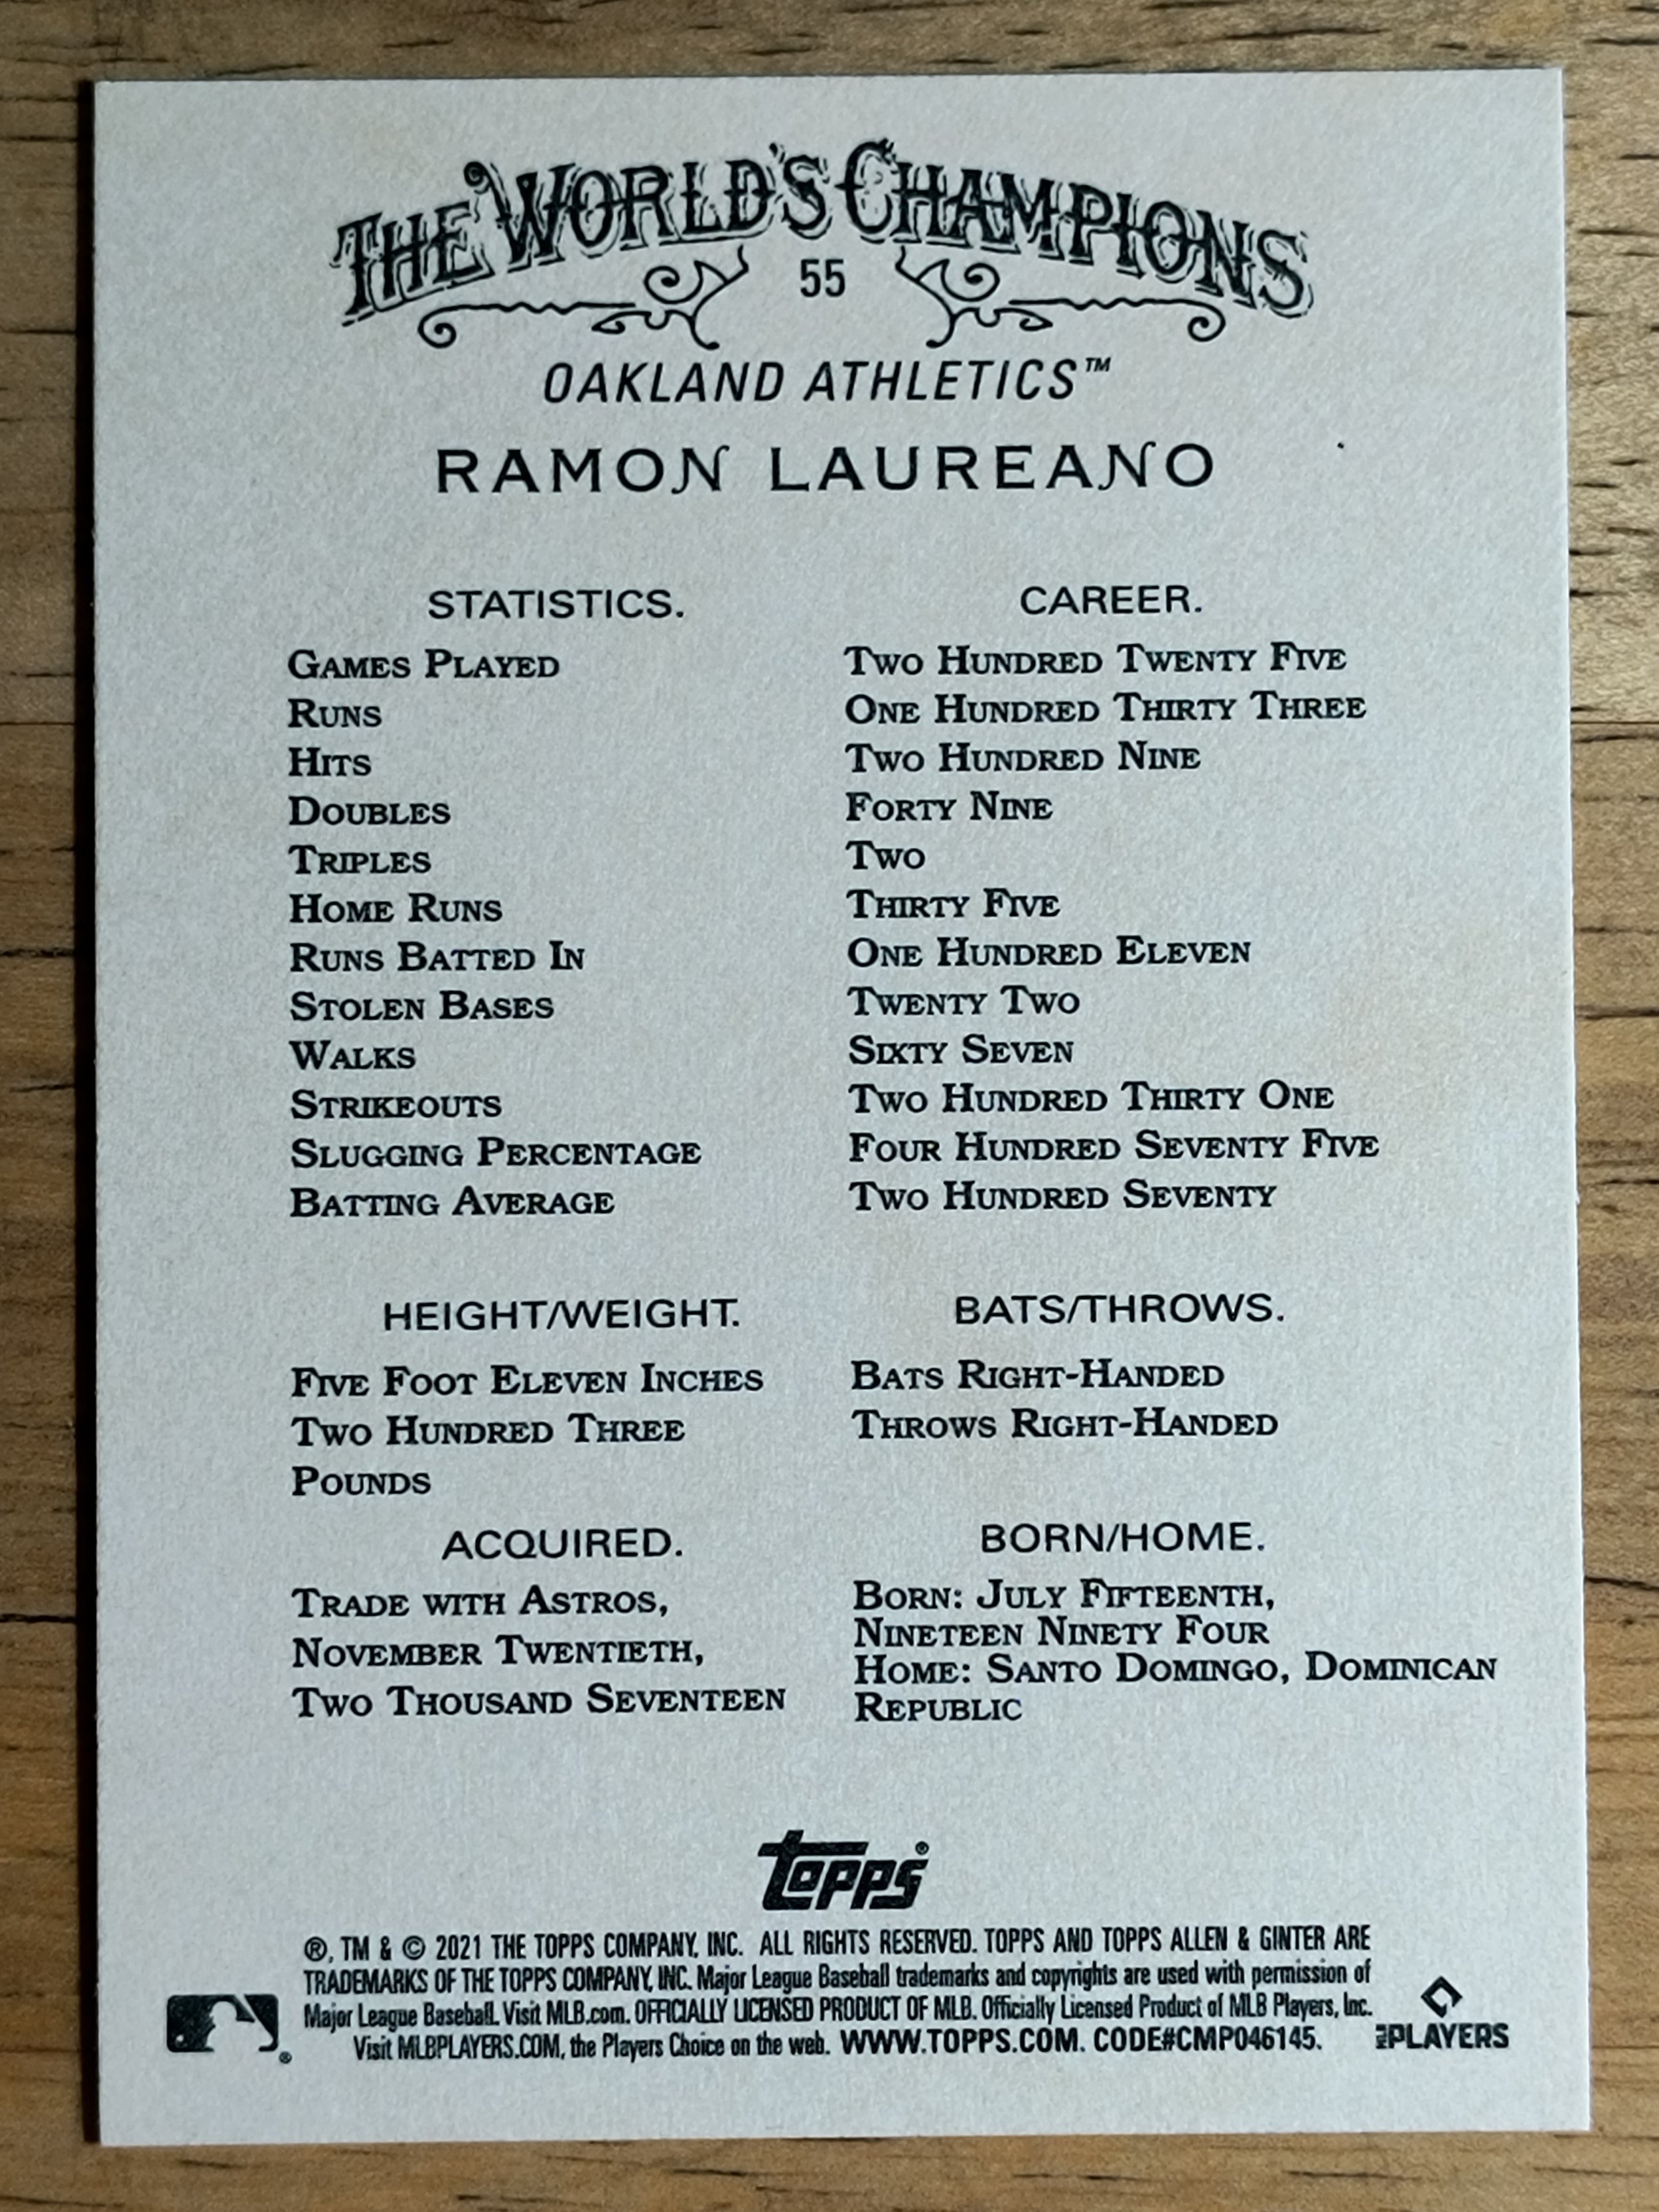 THE WORLD'S CHAMPIONS
55
OAKLAND ATHLETICS™
RAMON LAUREANO
STATISTICS. CAREER.
GAMES PLAYED TWO HUNDRED TWENTY FIVE
RUNS ONE HUNDRED THIRTY THREE
HITS TWO HUNDRED NINE
DOUBLES FORTY NINE
TRIPLES TWO
HOME RUNS THIRTY FIVE
RUNS BATTED IN ONE HUNDRED ELEVEN
STOLEN BASES TWENTY TWO
WALKS SIXTY SEVEN
STRIKEOUTS TWO HUNDRED THIRTY ONE
SLUGGING PERCENTAGE FOUR HUNDRED SEVENTY FIVE
BATTING AVERAGE TWO HUNDRED SEVENTY
HEIGHT/WEIGHT.
FIVE FOOT ELEVEN INCHES
TWO HUNDRED THREE
POUNDS
BATS/THROWS.
BATS RIGHT-HANDED
THROWS RIGHT-HANDED
ACQUIRED.
TRADE WITH ASTROS,
NOVEMBER TWENTIETH,
TWO THOUSAND SEVENTEEN
BORN/HOME.
BORN: JULY FIFTEENTH,
NINETEEN NINETY FOUR
HOME: SANTO DOMINGO, DOMINICAN
REPUBLIC
topps®
®, TM & © 2021 THE TOPPS COMPANY, INC. ALL RIGHTS RESERVED. TOPPS AND TOPPS ALLEN & GINTER ARE
TRADEMARKS OF THE TOPPS COMPANY, INC. Major League Baseball trademarks and copyrights are used with permission of
Major League Baseball. Visit MLB.com. OFFICIALLY LICENSED PRODUCT OF MLB. Officially Licensed Product of MLB Players, Inc.
Visit MLBPLAYERS.COM, the Players Choice on the web. WWW.TOPPS.COM. CODE#CMP046145.
®
MLB PLAYERS